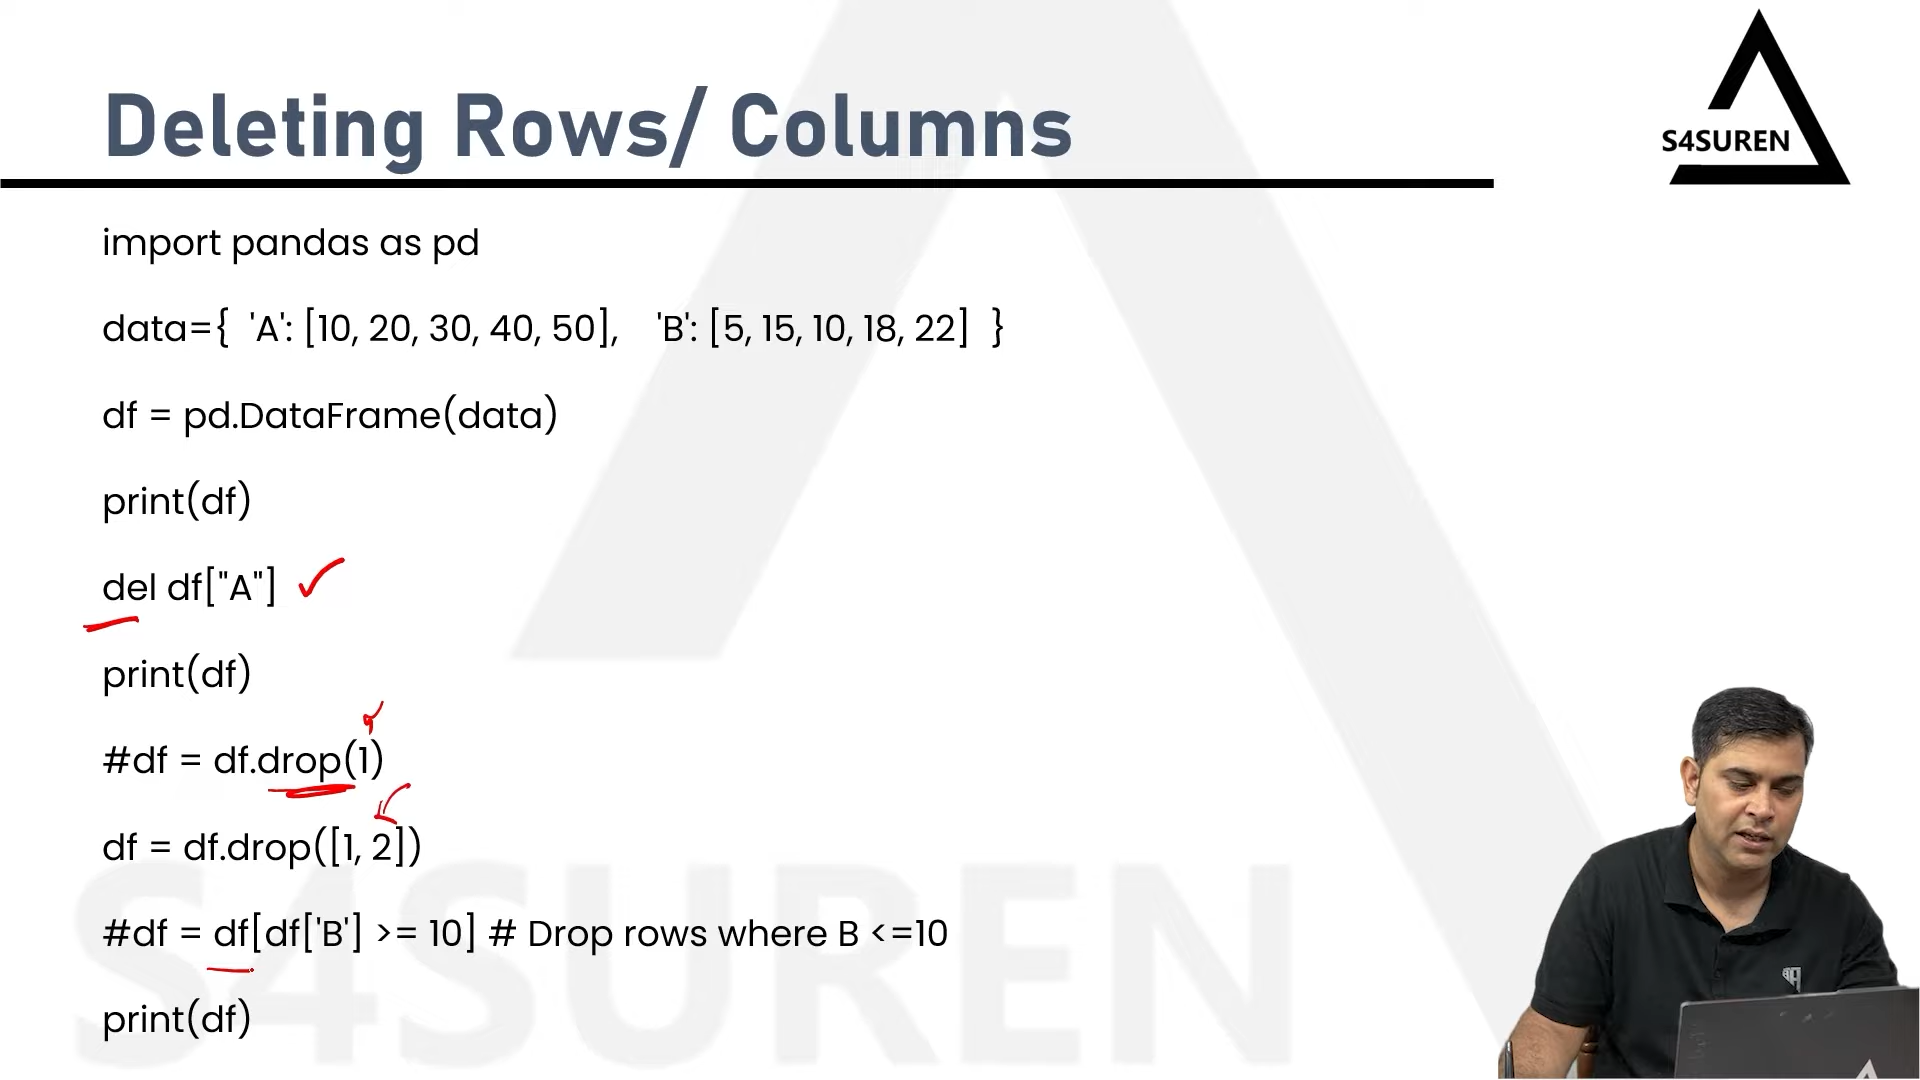 Deleting Rows/ Columns
S4SUREN
import pandas as pd
data={ 'A': [10, 20, 30, 40, 50], 'B': [5, 15, 10, 18, 22] }
df = pd.DataFrame(data)
print(df)
del df["A"]
print(df)
#df = df.drop(1)
df = df.drop([1, 2])
#df = df[df['B'] >= 10] # Drop rows where B <=10
print(df)
S4SUREN